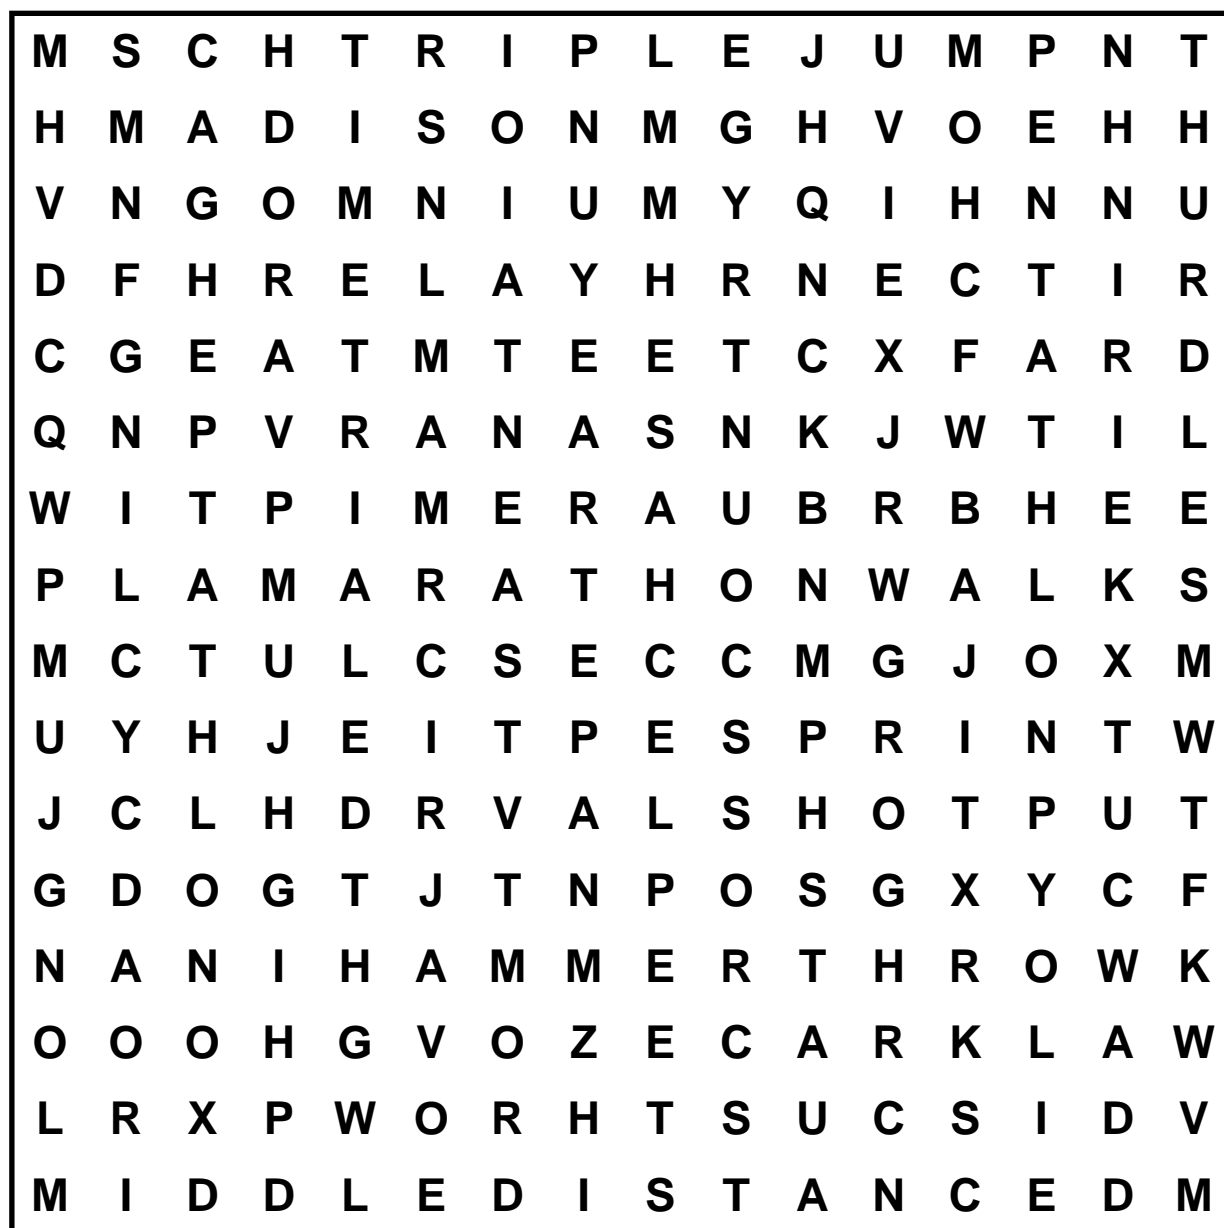 M S C H T R I P L E J U M P N T
H M A D I S O N M G H V O E H H
V N G O M N I U M Y Q I H N N U
D F H R E L A Y H R N E C T I R
C G E A T M T E E T C X F A R D
Q N P V R A N A S N K J W T I L
W I T P I M E R A U B R B H E E
P L A M A R A T H O N W A L K S
M C T U L C S E C C M G J O X M
U Y H J E I T P E S P R I N T W
J C L H D R V A L S H O T P U T
G D O G T J T N P O S G X Y C F
N A N I H A M M E R T H R O W K
O O O H G V O Z E C A R K L A W
L R X P W O R H T S U C S I D V
M I D D L E D I S T A N C E D M